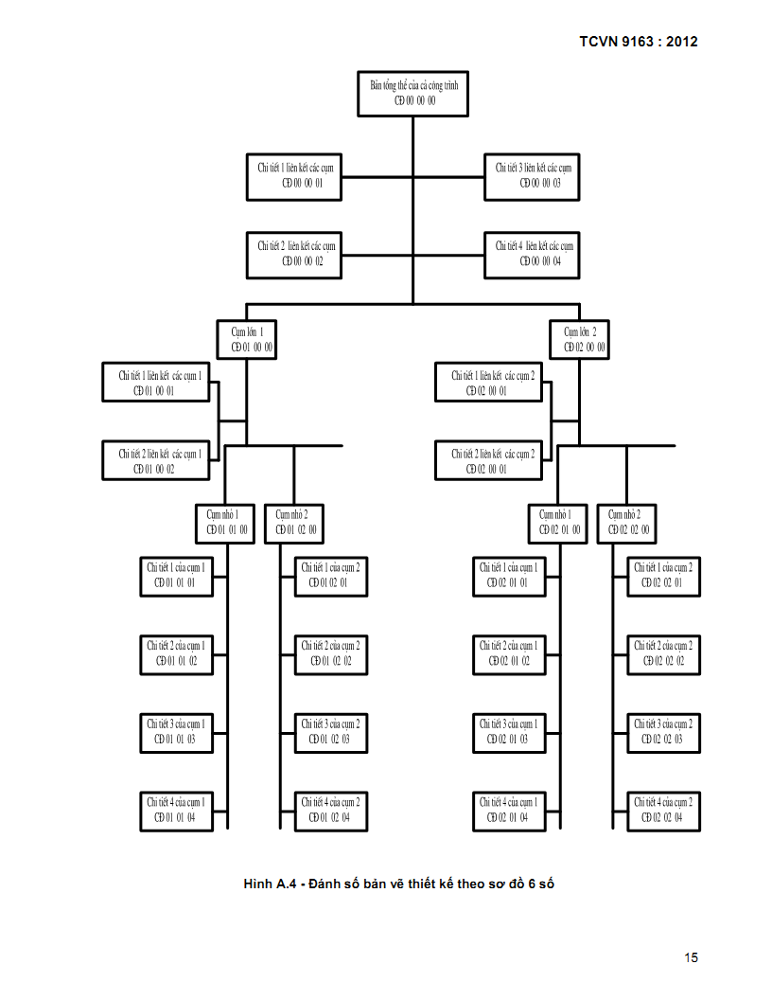 TCVN 9163 : 2012
Bản tổng thể của cả công trình
CĐ 00 00 00
Chi tiết 1 liên kết các cụm
CĐ 00 00 01
Chi tiết 3 liên kết các cụm
CĐ 00 00 03
Chi tiết 2 liên kết các cụm
CĐ 00 00 02
Chi tiết 4 liên kết các cụm
CĐ 00 00 04
Cụm lớn 1
CĐ 01 00 00
Cụm lớn 2
CĐ 02 00 00
Chi tiết 1 liên kết các cụm 1
CĐ 01 00 01
Chi tiết 1 liên kết các cụm 2
CĐ 02 00 01
Chi tiết 2 liên kết các cụm 1
CĐ 01 00 02
Chi tiết 2 liên kết các cụm 2
CĐ 02 00 01
Cụm nhỏ 1
CĐ 01 01 00
Cụm nhỏ 2
CĐ 01 02 00
Cụm nhỏ 1
CĐ 02 01 00
Cụm nhỏ 2
CĐ 02 02 00
Chi tiết 1 của cụm 1
CĐ 01 01 01
Chi tiết 1 của cụm 2
CĐ 01 02 01
Chi tiết 1 của cụm 1
CĐ 02 01 01
Chi tiết 1 của cụm 2
CĐ 02 02 01
Chi tiết 2 của cụm 1
CĐ 01 01 02
Chi tiết 2 của cụm 2
CĐ 01 02 02
Chi tiết 2 của cụm 1
CĐ 02 01 02
Chi tiết 2 của cụm 2
CĐ 02 02 02
Chi tiết 3 của cụm 1
CĐ 01 01 03
Chi tiết 3 của cụm 2
CĐ 01 02 03
Chi tiết 3 của cụm 1
CĐ 02 01 03
Chi tiết 3 của cụm 2
CĐ 02 02 03
Chi tiết 4 của cụm 1
CĐ 01 01 04
Chi tiết 4 của cụm 2
CĐ 01 02 04
Chi tiết 4 của cụm 1
CĐ 02 01 04
Chi tiết 4 của cụm 2
CĐ 02 02 04
Hình A.4 - Đánh số bản vẽ thiết kế theo sơ đồ 6 số
15